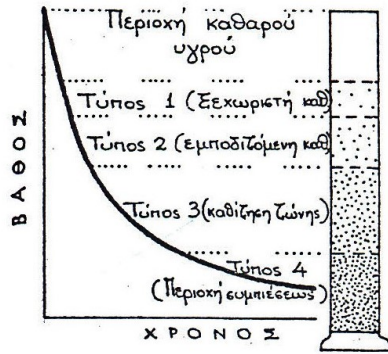 Περιοχή καθαρού
υγρού
Τύπος 1 (ξεχωριστή καθ)
Τύπος 2 (εμποδιζόμενη καθ)
Τύπος 3 (καθίζηση ζώνης)
Τύπος 4
(Περιοχή συμπιέσεως)
ΒΑΘΟΣ
ΧΡΟΝΟΣ